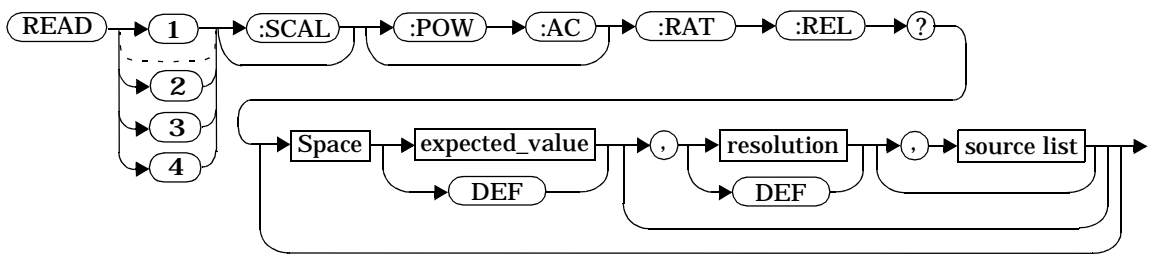 READ 1 :SCAL :POW :AC :RAT :REL ?
2
3
4
Space expected_value , resolution , source list
DEF DEF